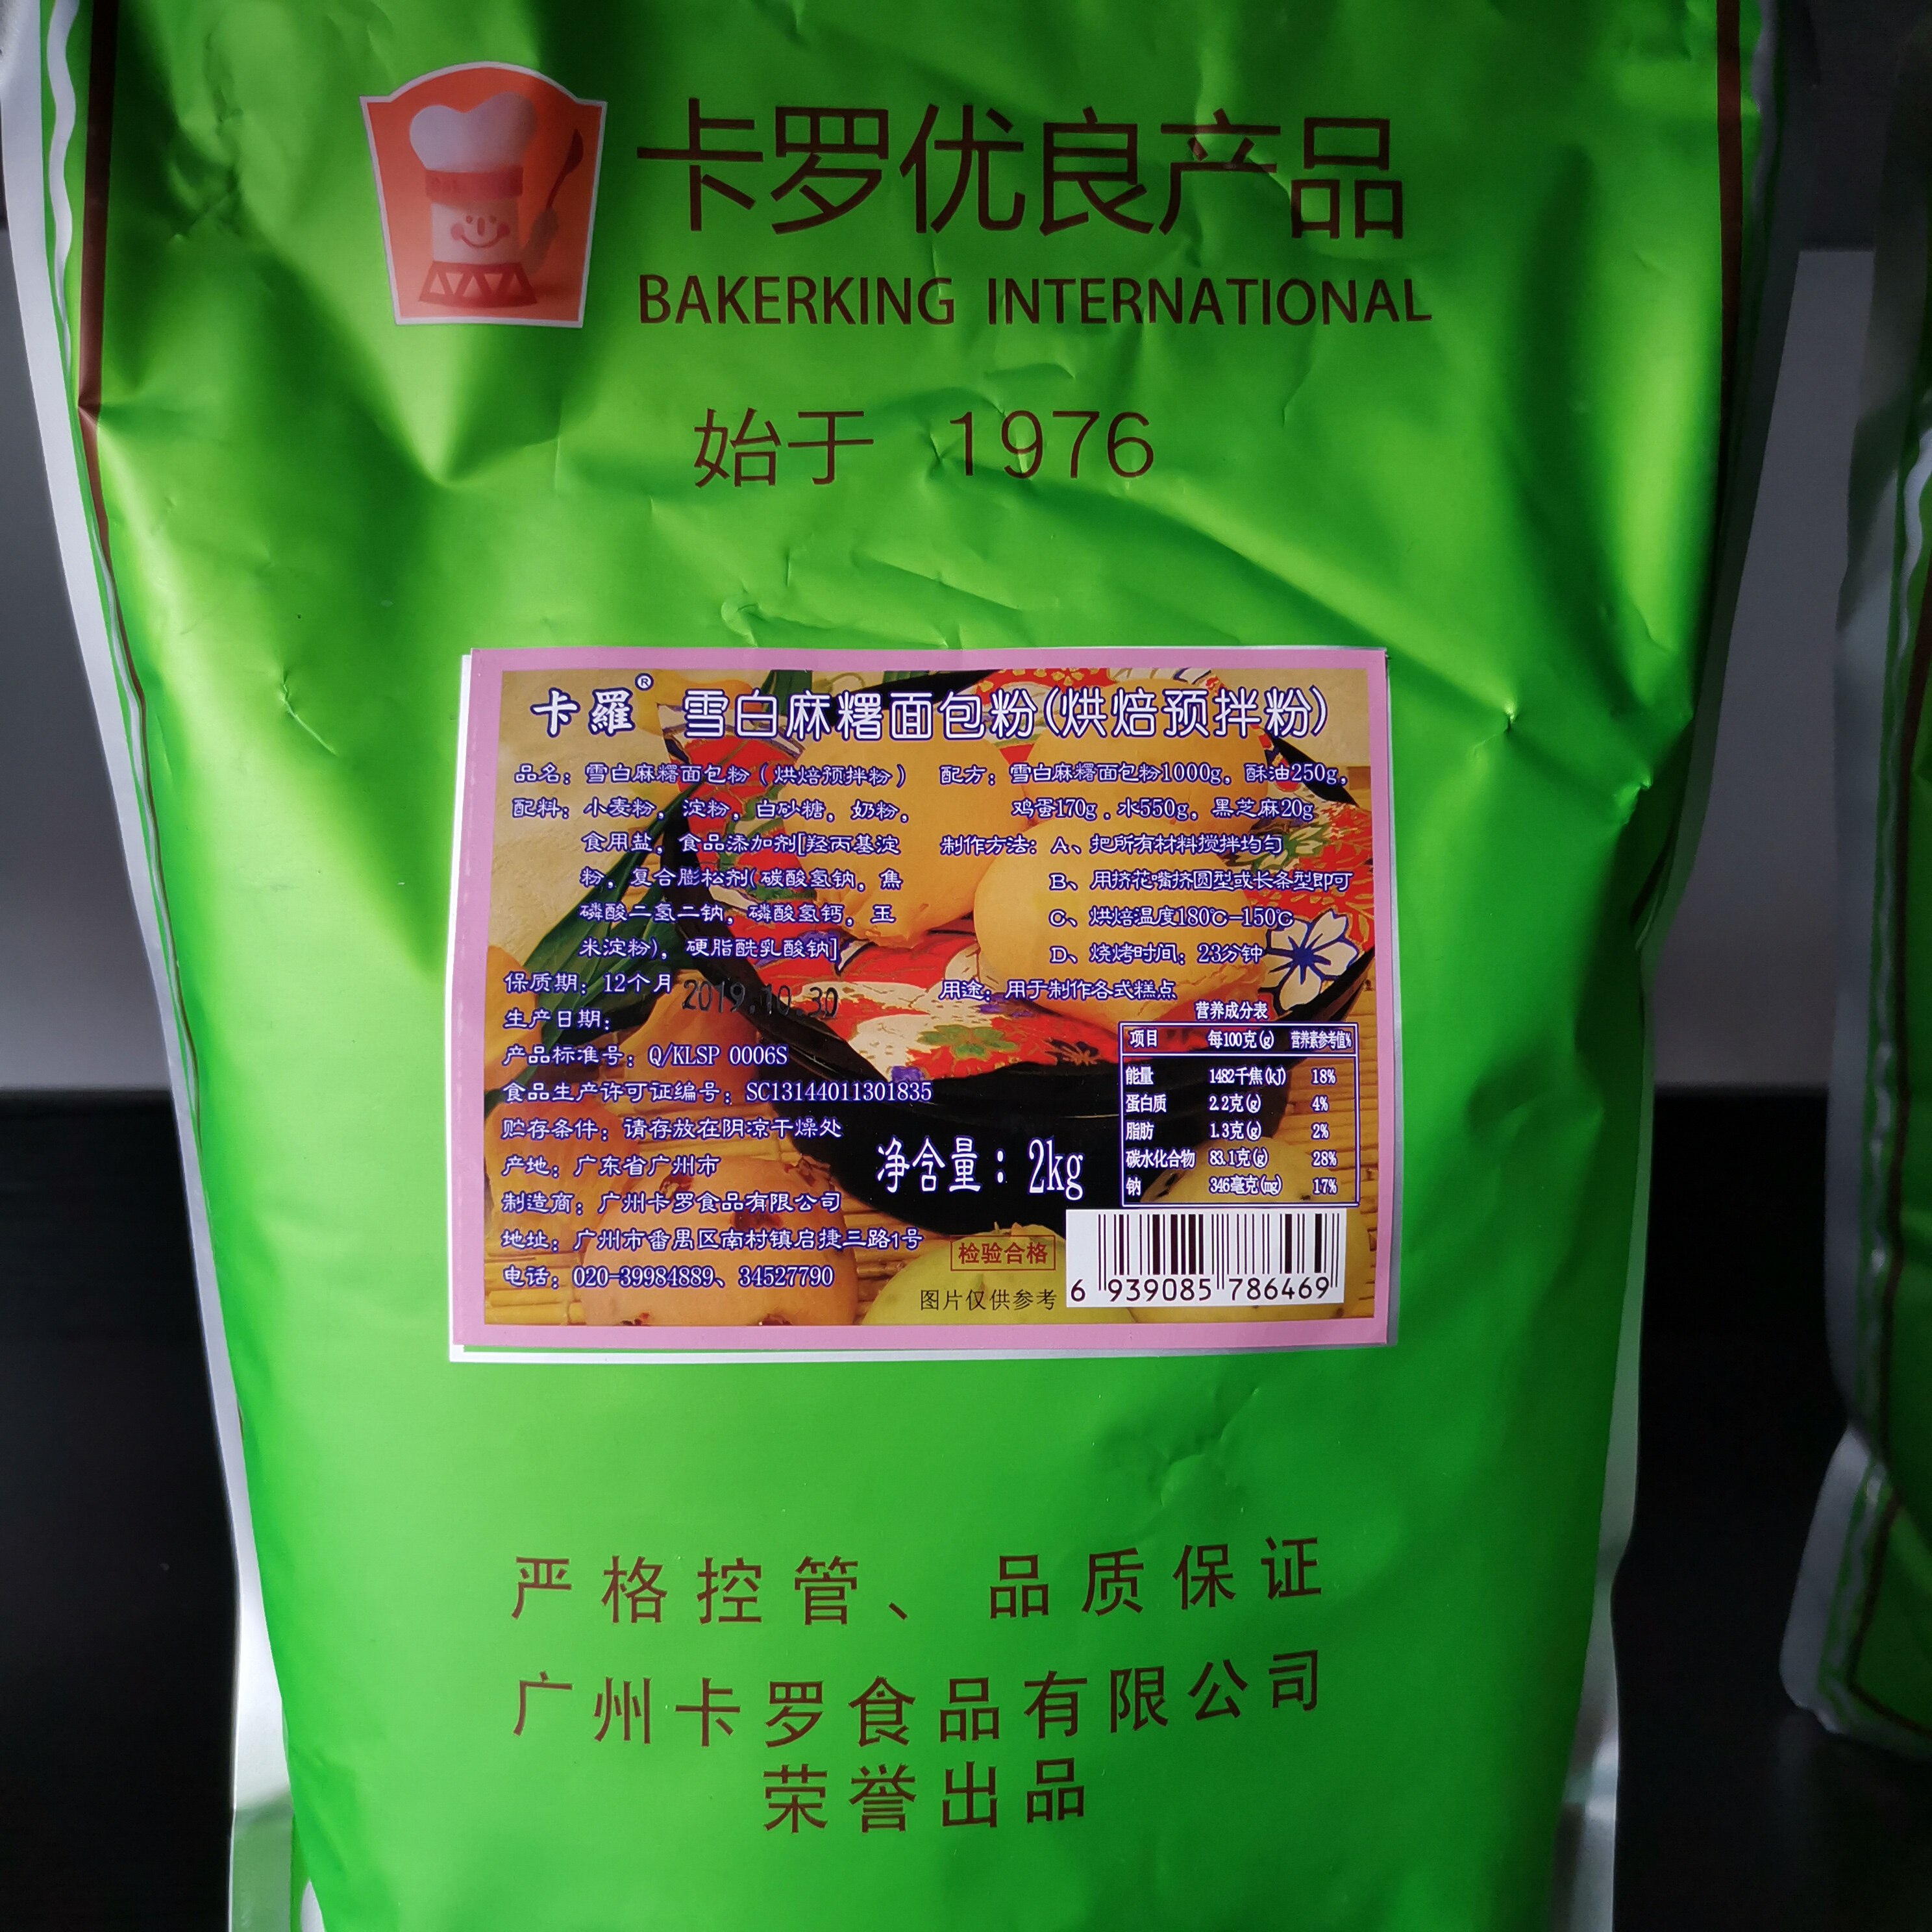 卡罗优良产品
BAKERKING INTERNATIONAL
始于 1976
卡羅® 雪白麻糬面包粉(烘焙预拌粉)
品名：雪白麻糬面包粉（烘焙预拌粉）
配料：小麦粉，淀粉，白砂糖，奶粉，
食用盐，食品添加剂[羟丙基淀
粉，复合膨松剂(碳酸氢钠，焦
磷酸二氢二钠，磷酸氢钙，玉
米淀粉)，硬脂酰乳酸钠]
保质期：12个月
2019.10.30
生产日期：
产品标准号：Q/KLSP 0006S
食品生产许可证编号：SC13144011301835
贮存条件：请存放在阴凉干燥处
产地：广东省广州市
制造商：广州卡罗食品有限公司
地址：广州市番禺区南村镇启捷三路1号
电话：020-39984889、34527790
配方：雪白麻糬面包粉1000g，酥油250g，
鸡蛋170g，水550g，黑芝麻20g
制作方法：A、把所有材料搅拌均匀
B、用挤花嘴挤圆型或长条型即可
C、烘焙温度180℃-150℃
D、烧烤时间：23分钟
用途：用于制作各式糕点
营养成分表
项目 每100克(g) 营养素参考值%
能量 1482千焦(kJ) 18%
蛋白质 2.2克(g) 4%
脂肪 1.3克(g) 2%
碳水化合物 83.1克(g) 28%
钠 346毫克(mg) 17%
净含量：2kg
检验合格
图片仅供参考
6 939085 786469
严格控管、品质保证
广州卡罗食品有限公司
荣誉出品